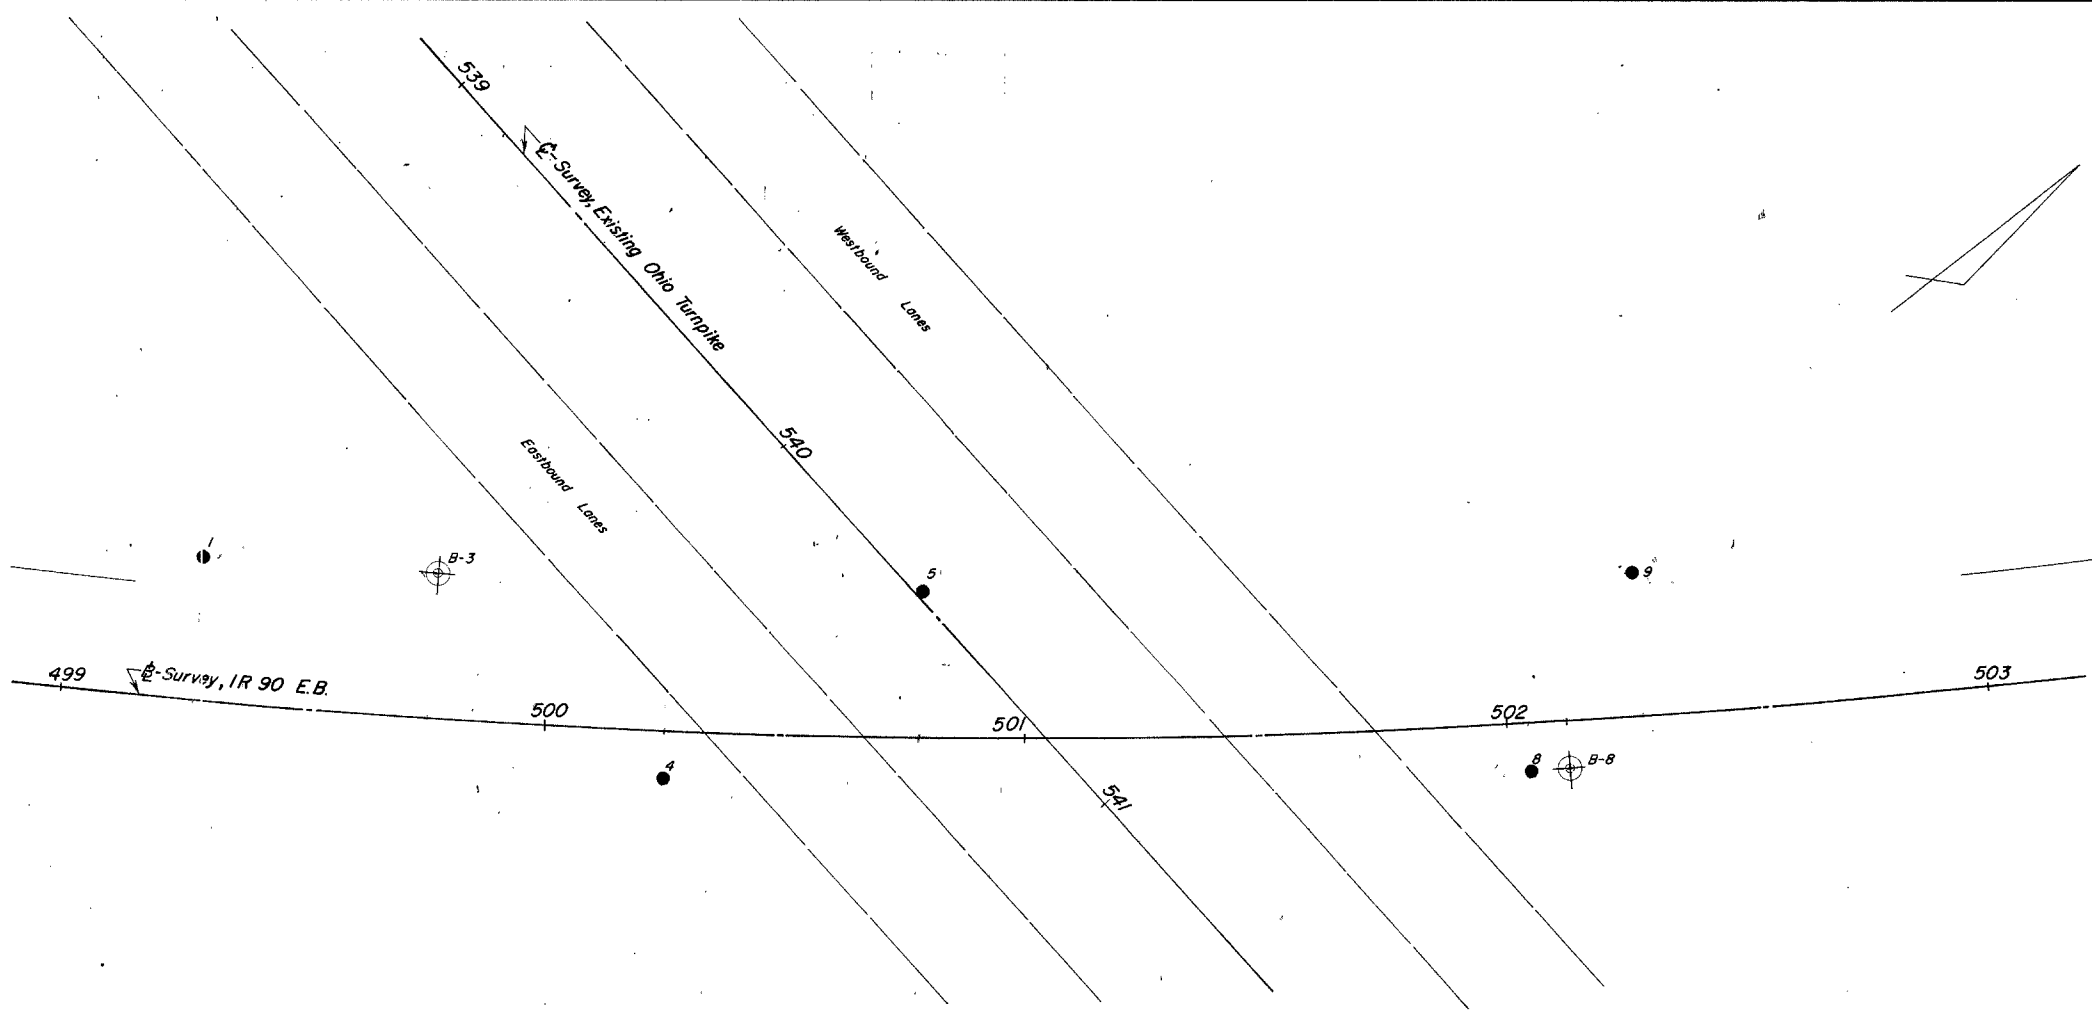 539
℄-Survey, Existing Ohio Turnpike
Westbound Lanes
540
Eastbound Lanes
1
B-3
5
9
499
-Survey, IR 90 E.B.
500
501
502
503
4
8
B-8
541